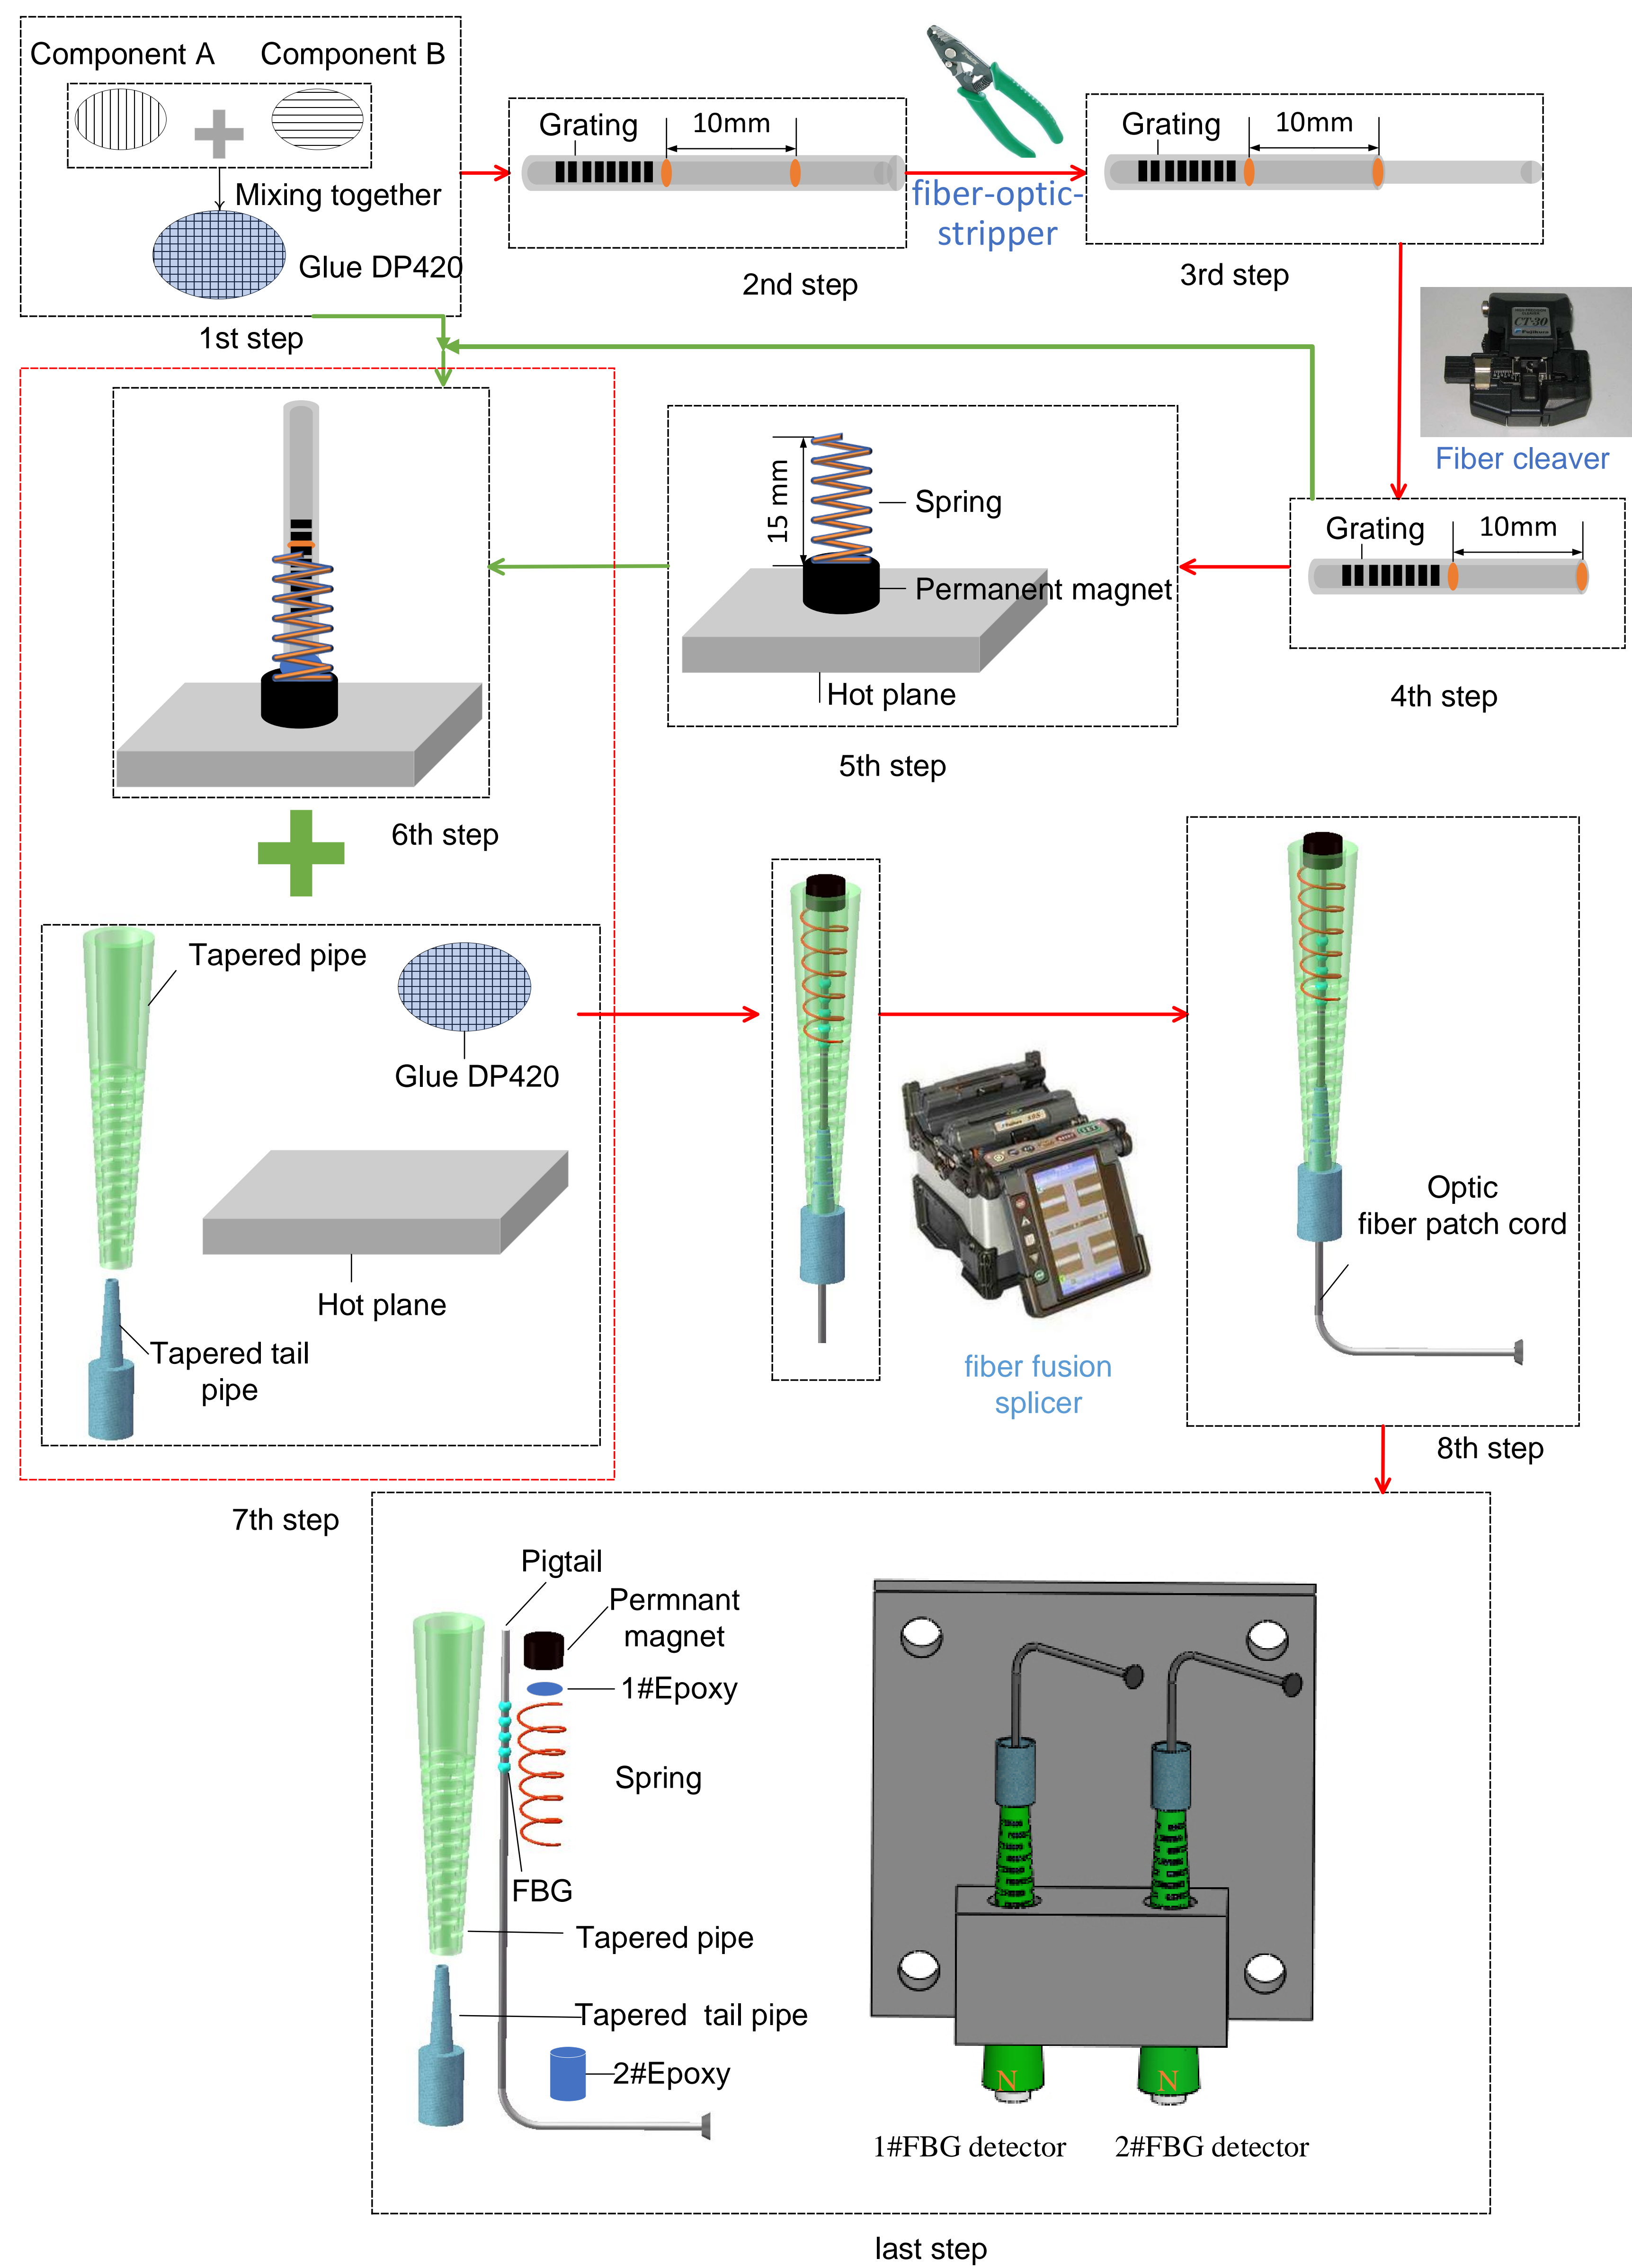 Component A
Component B
Mixing together
Glue DP420
1st step
Grating
10mm
2nd step
fiber-optic-
stripper
Grating
10mm
3rd step
CT-30
Fujikura
Fiber cleaver
Grating
10mm
4th step
15 mm
Spring
Permanent magnet
Hot plane
5th step
6th step
Tapered pipe
Glue DP420
Hot plane
Tapered tail
pipe
7th step
fiber fusion
splicer
Optic
fiber patch cord
8th step
Pigtail
Permnant
magnet
1#Epoxy
Spring
FBG
Tapered pipe
Tapered tail pipe
2#Epoxy
N
N
1#FBG detector
2#FBG detector
last step